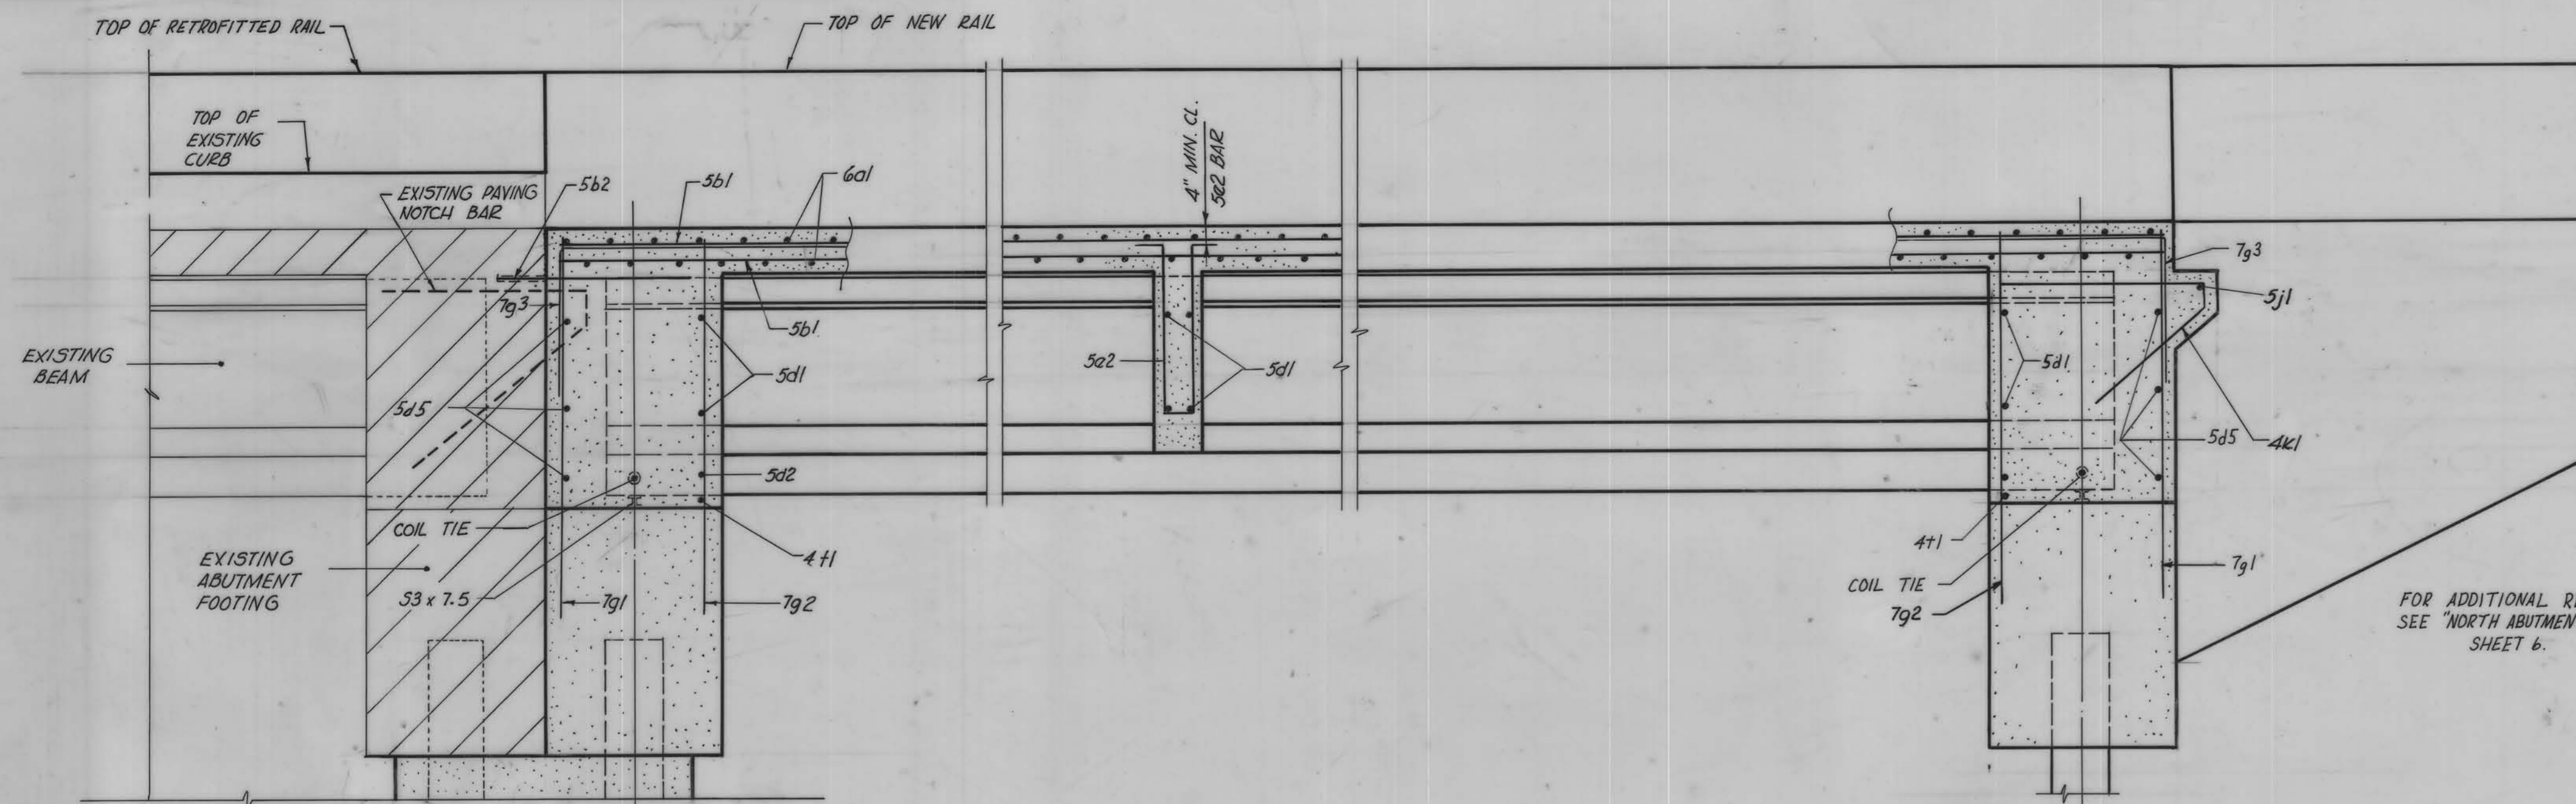 TOP OF RETROFITTED RAIL
TOP OF NEW RAIL
TOP OF
EXISTING
CURB
EXISTING PAVING
NOTCH BAR
5b2
5b1
6a1
4" MIN. CL.
5e2 BAR
7g3
7g3
5j1
5b1
EXISTING
BEAM
5d1
5e2
5d1
5d1
5d5
5d5
4k1
5d2
COIL TIE
4t1
4t1
EXISTING
ABUTMENT
FOOTING
S3 x 7.5
7g1
7g2
COIL TIE
7g2
7g1
FOR ADDITIONAL
SEE "NORTH
SHEET 6.